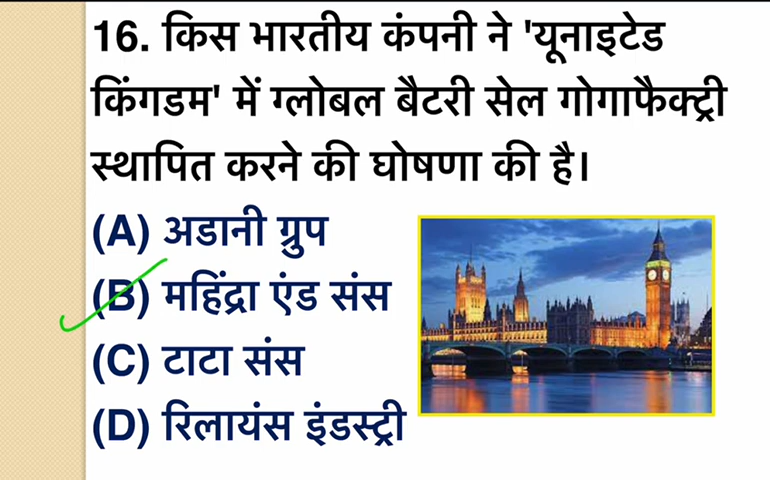 16. किस भारतीय कंपनी ने 'यूनाइटेड
किंगडम' में ग्लोबल बैटरी सेल गोगाफैक्ट्री
स्थापित करने की घोषणा की है।
(A) अडानी ग्रुप
(B) महिंद्रा एंड संस
(C) टाटा संस
(D) रिलायंस इंडस्ट्री